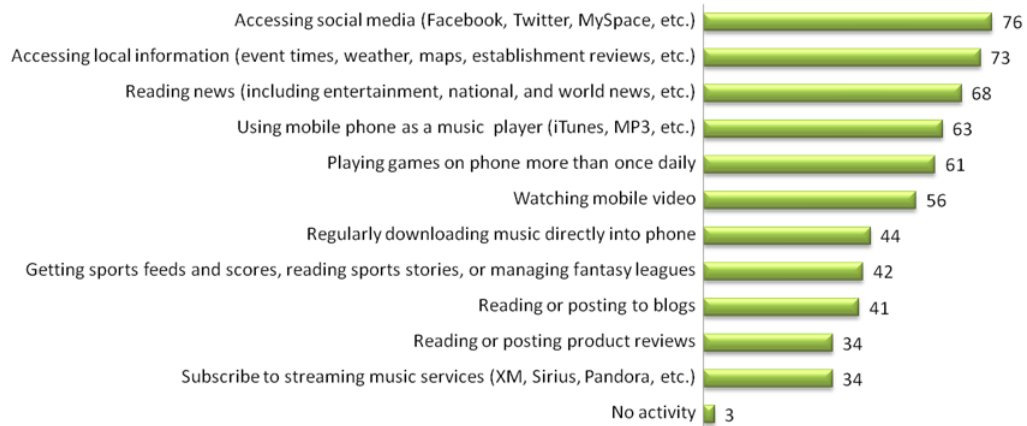 Accessing social media (Facebook, Twitter, MySpace, etc.) 76
Accessing local information (event times, weather, maps, establishment reviews, etc.) 73
Reading news (including entertainment, national, and world news, etc.) 68
Using mobile phone as a music player (iTunes, MP3, etc.) 63
Playing games on phone more than once daily 61
Watching mobile video 56
Regularly downloading music directly into phone 44
Getting sports feeds and scores, reading sports stories, or managing fantasy leagues 42
Reading or posting to blogs 41
Reading or posting product reviews 34
Subscribe to streaming music services (XM, Sirius, Pandora, etc.) 34
No activity 3